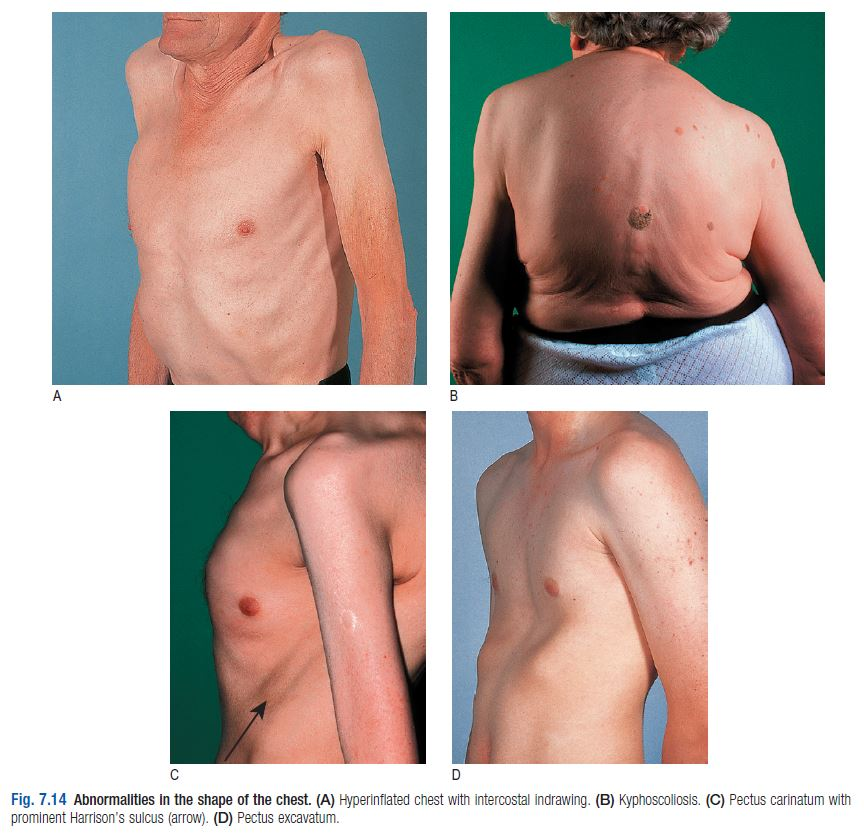 A
B
C
D
Fig. 7.14 Abnormalities in the shape of the chest. (A) Hyperinflated chest with intercostal indrawing. (B) Kyphoscoliosis. (C) Pectus carinatum with
prominent Harrison's sulcus (arrow). (D) Pectus excavatum.